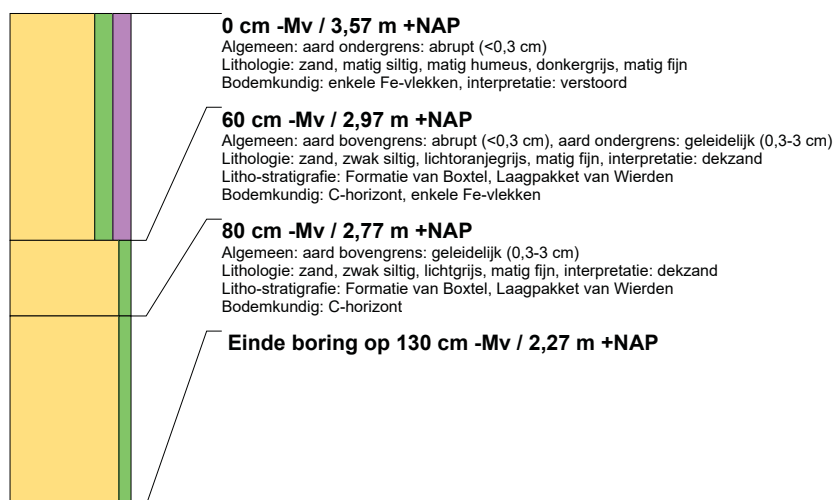 0 cm -Mv / 3,57 m +NAP
Algemeen: aard ondergrens: abrupt (<0,3 cm)
Lithologie: zand, matig siltig, matig humeus, donkergrijs, matig fijn
Bodemkundig: enkele Fe-vlekken, interpretatie: verstoord
60 cm -Mv / 2,97 m +NAP
Algemeen: aard bovengrens: abrupt (<0,3 cm), aard ondergrens: geleidelijk (0,3-3 cm)
Lithologie: zand, zwak siltig, lichtoranjegrijs, matig fijn, interpretatie: dekzand
Litho-stratigrafie: Formatie van Boxtel, Laagpakket van Wierden
Bodemkundig: C-horizont, enkele Fe-vlekken
80 cm -Mv / 2,77 m +NAP
Algemeen: aard bovengrens: geleidelijk (0,3-3 cm)
Lithologie: zand, zwak siltig, lichtgrijs, matig fijn, interpretatie: dekzand
Litho-stratigrafie: Formatie van Boxtel, Laagpakket van Wierden
Bodemkundig: C-horizont
Einde boring op 130 cm -Mv / 2,27 m +NAP